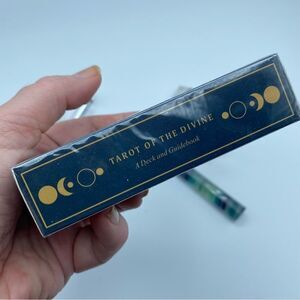 TAROT OF THE DIVINE
A Deck and Guidebook